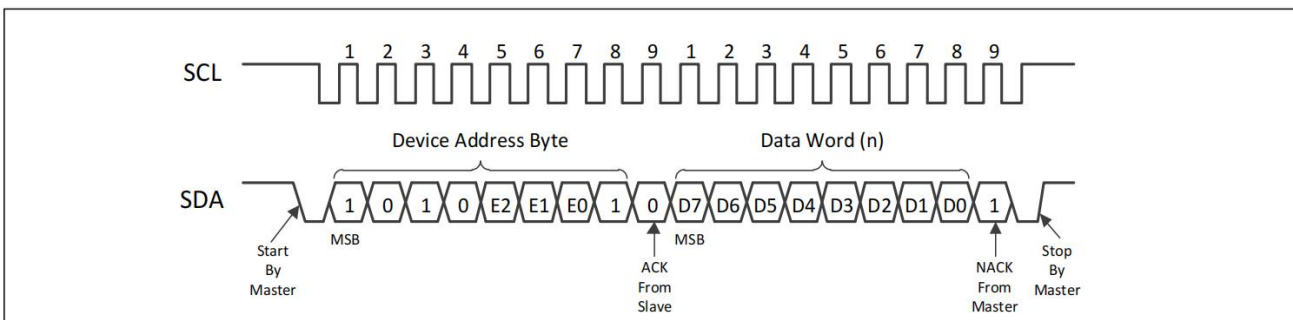 1 2 3 4 5 6 7 8 9 1 2 3 4 5 6 7 8 9
SCL
Device Address Byte Data Word (n)
SDA 1 0 1 0 E2 E1 E0 1 0 D7 D6 D5 D4 D3 D2 D1 D0 1
MSB MSB
Start
By
Master
ACK
From
Slave
NACK
From
Master
Stop
By
Master